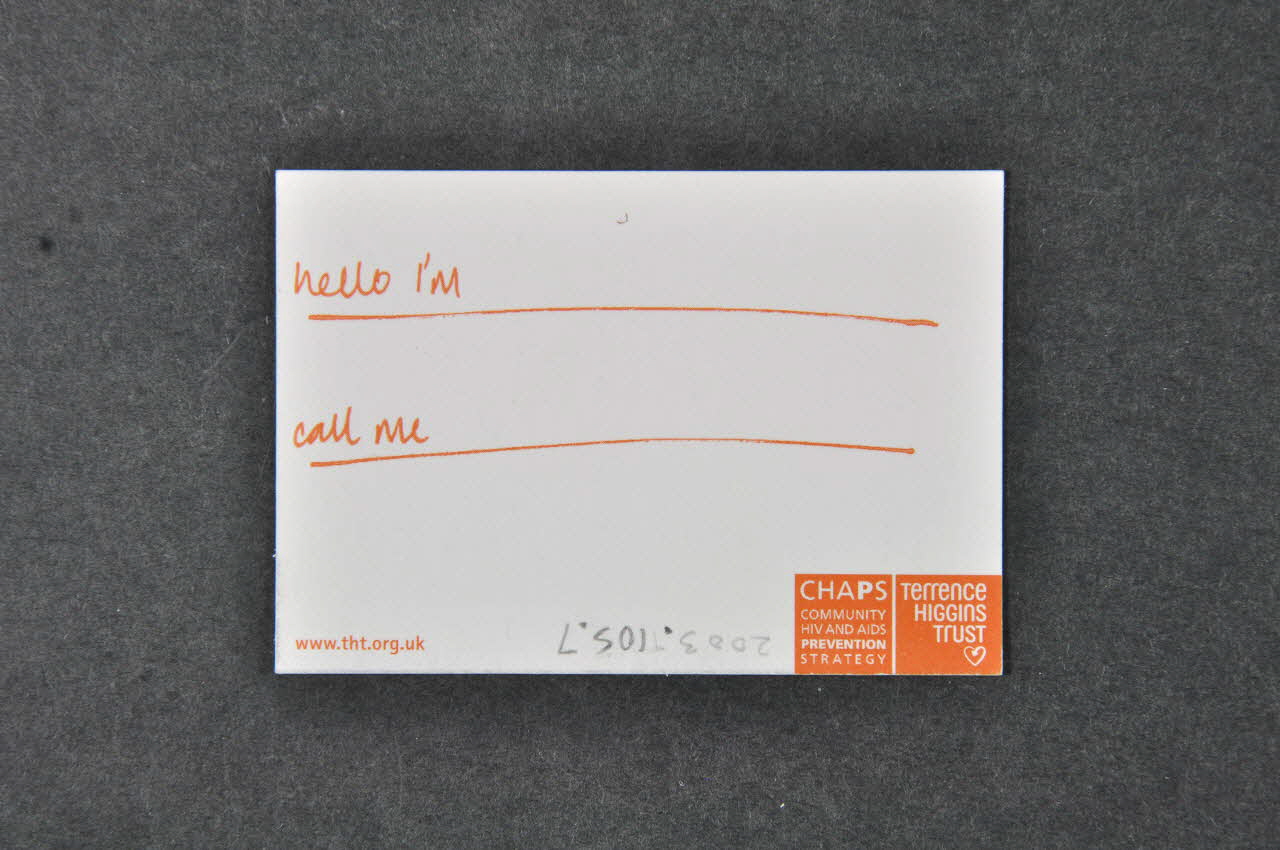 hello I'm
call me
www.tht.org.uk
2003.105.7
CHAPS
COMMUNITY
HIV AND AIDS
PREVENTION
STRATEGY
TERRENCE
HIGGINS
TRUST